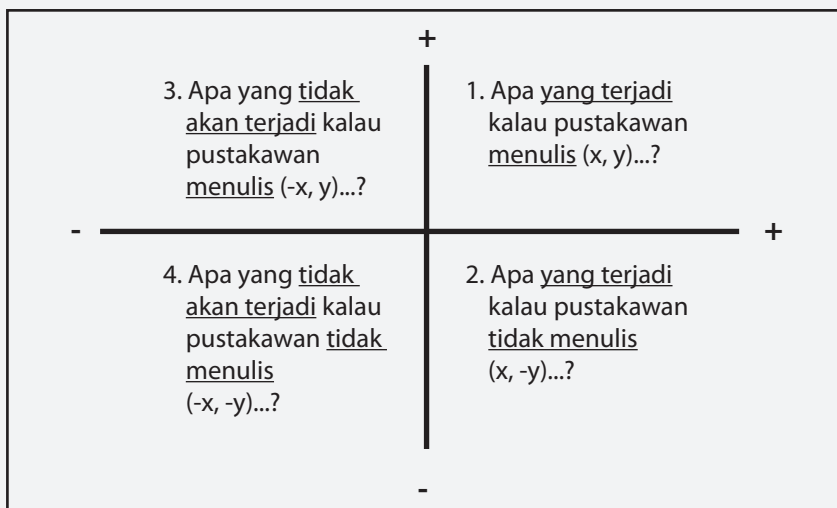 +
3. Apa yang tidak
akan terjadi kalau
pustakawan
menulis (-x, y)...?
1. Apa yang terjadi
kalau pustakawan
menulis (x, y)...?
-
+
4. Apa yang tidak
akan terjadi kalau
pustakawan tidak
menulis
(-x, -y)...?
2. Apa yang terjadi
kalau pustakawan
tidak menulis
(x, -y)...?
-